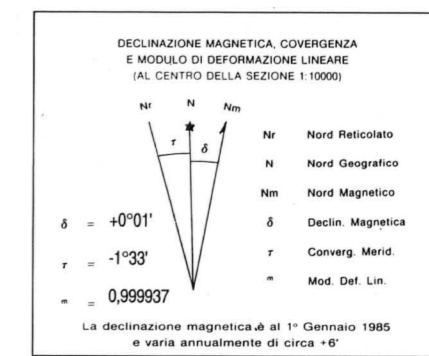 DECLINAZIONE MAGNETICA, COVERGENZA
E MODULO DI DEFORMAZIONE LINEARE
(AL CENTRO DELLA SEZIONE 1:10000)
Nr N Nm
τ δ
Nr Nord Reticolato
N Nord Geografico
Nm Nord Magnetico
δ Declin. Magnetica
τ Converg. Merid.
m Mod. Def. Lin.
δ = +0°01'
τ = -1°33'
m = 0,999937
La declinazione magnetica è al 1° Gennaio 1985
e varia annualmente di circa +6'